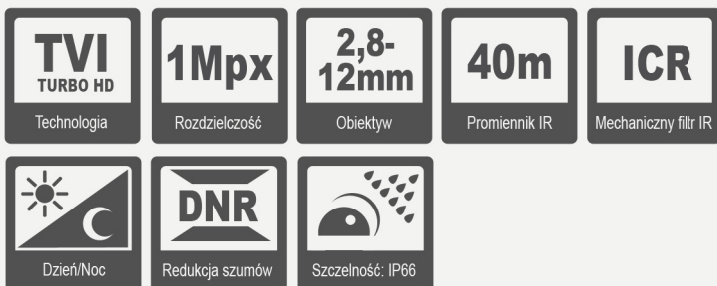 TVI
TURBO HD
Technologia
1Mpx
Rozdzielczość
2,8-
12mm
Obiektyw
40m
Promiennik IR
ICR
Mechaniczny filtr IR
Dzień/Noc
DNR
Redukcja szumów
Szczelność: IP66